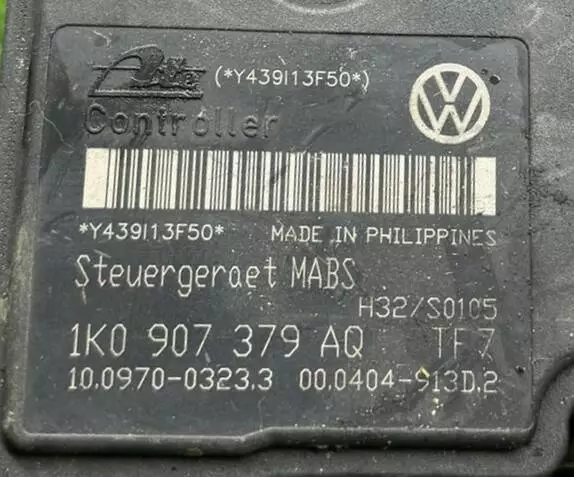 Ate (*Y439I13F50*)
Controller
*Y439I13F50* MADE IN PHILIPPINES
Steuergeraet MABS
H32/S0105
1K0 907 379 AQ TF7
10.0970-0323.3 00.0404-913D.2